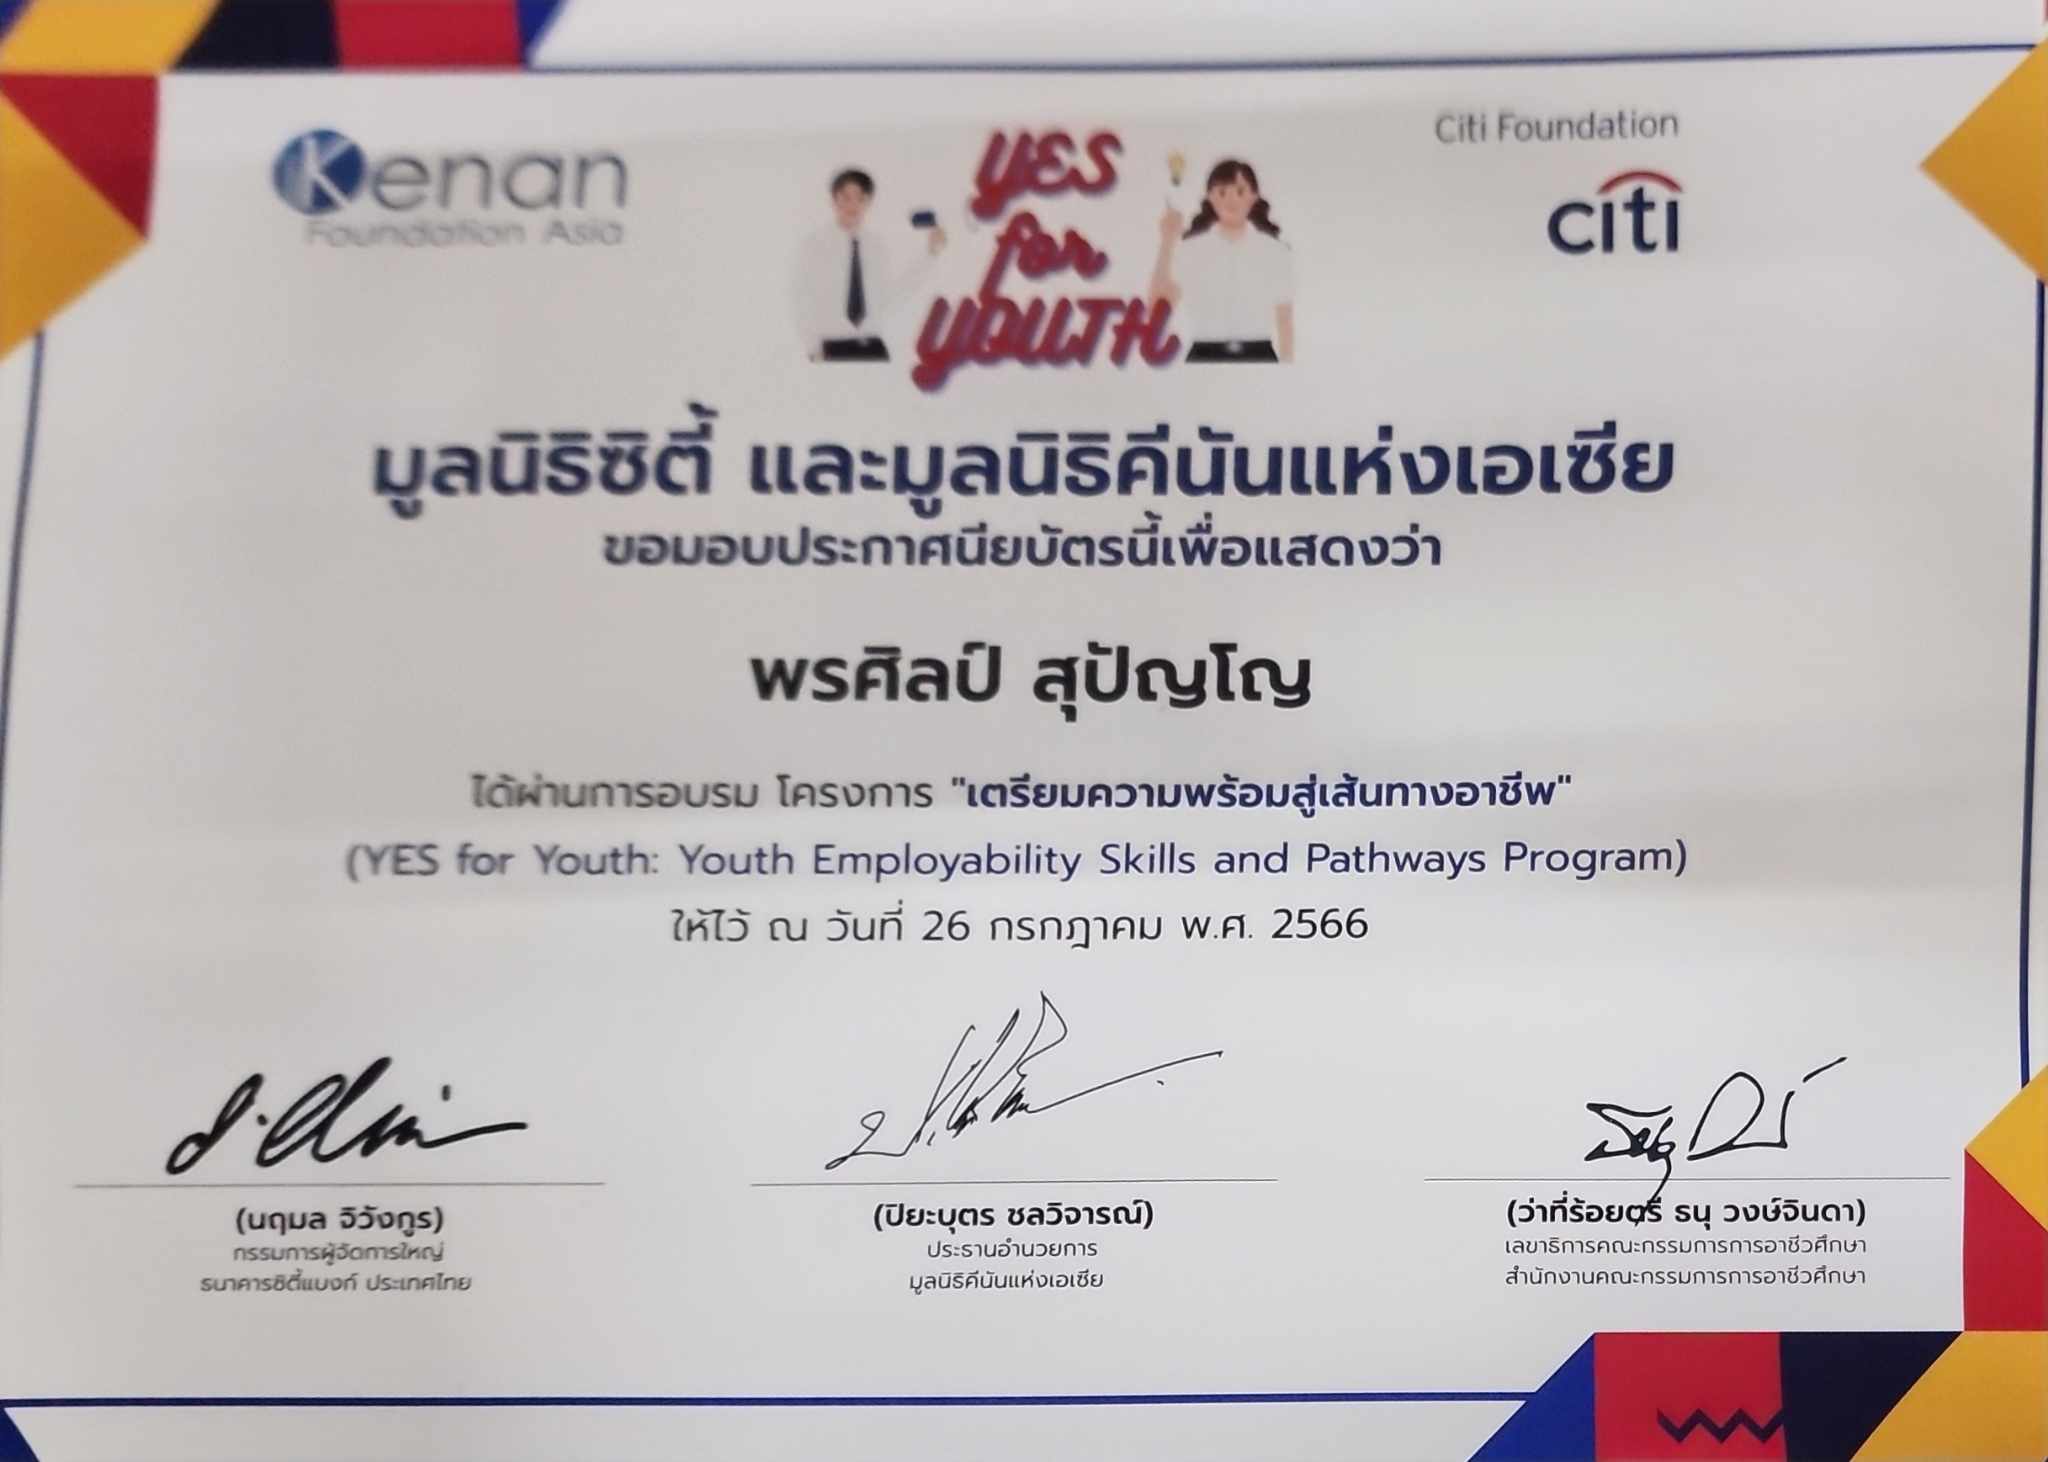 Kenan
Foundation Asia
YES
for
YOUTH
Citi Foundation
citi
มูลนิธิซิตี้ และมูลนิธิคีนันแห่งเอเซีย
ขอมอบประกาศนียบัตรนี้เพื่อแสดงว่า
พรศิลป์ สุปัญโญ
ได้ผ่านการอบรม โครงการ "เตรียมความพร้อมสู่เส้นทางอาชีพ"
(YES for Youth: Youth Employability Skills and Pathways Program)
ให้ไว้ ณ วันที่ 26 กรกฎาคม พ.ศ. 2566
(นฤมล จิวังกูร)
กรรมการผู้จัดการใหญ่
ธนาคารซิตี้แบงก์ ประเทศไทย
(ปิยะบุตร ชลวิจารณ์)
ประธานอำนวยการ
มูลนิธิคีนันแห่งเอเซีย
(ว่าที่ร้อยตรี ธนุ วงษ์จินดา)
เลขาธิการคณะกรรมการการอาชีวศึกษา
สำนักงานคณะกรรมการการอาชีวศึกษา